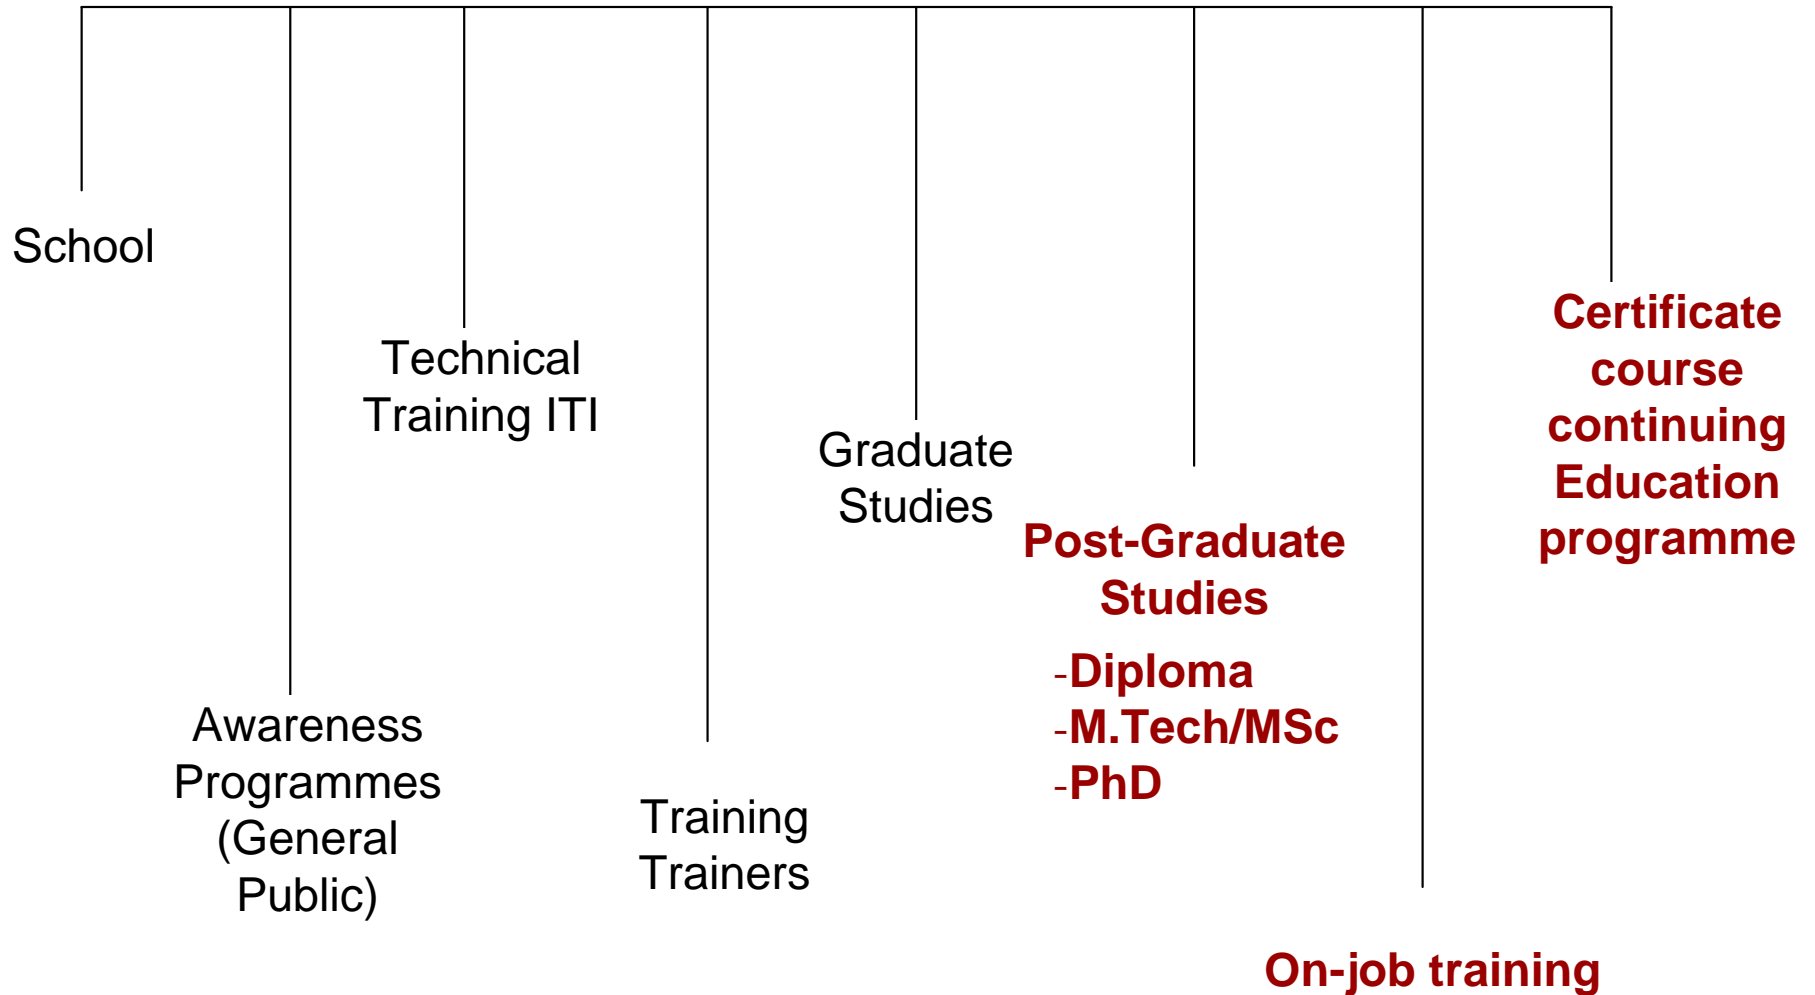 School
Awareness
Programmes
(General
Public)
Technical
Training ITI
Training
Trainers
Graduate
Studies
Post-Graduate
Studies
-Diploma
-M.Tech/MSc
-PhD
On-job training
Certificate
course
continuing
Education
programme